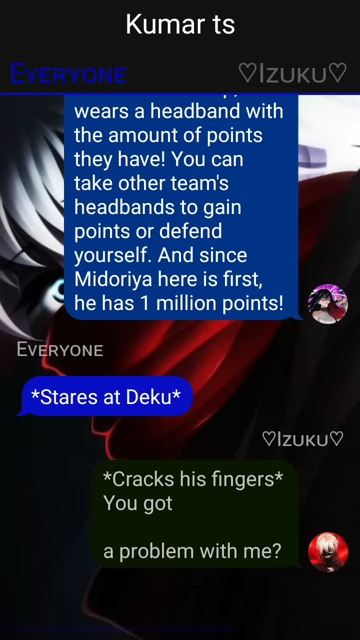 Kumar ts
EVERYONE
♡IZUKU♡
wears a headband with
the amount of points
they have! You can
take other team's
headbands to gain
points or defend
yourself. And since
Midoriya here is first,
he has 1 million points!
EVERYONE
*Stares at Deku*
♡IZUKU♡
*Cracks his fingers*
You got
a problem with me?